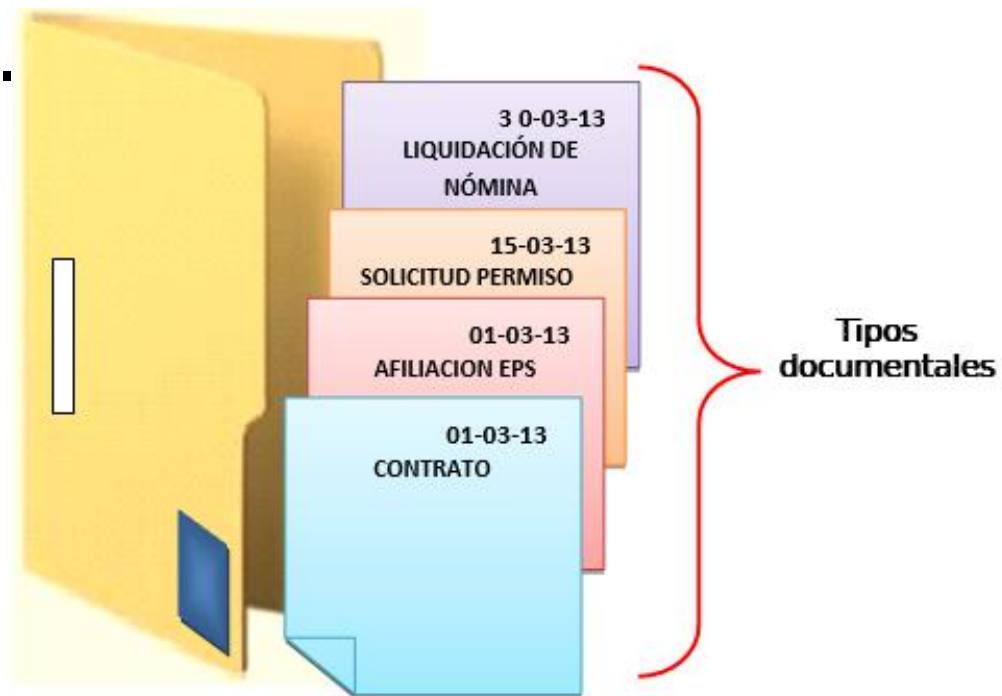 3 0-03-13
LIQUIDACIÓN DE
NÓMINA
15-03-13
SOLICITUD PERMISO
01-03-13
AFILIACION EPS
01-03-13
CONTRATO
Tipos
documentales